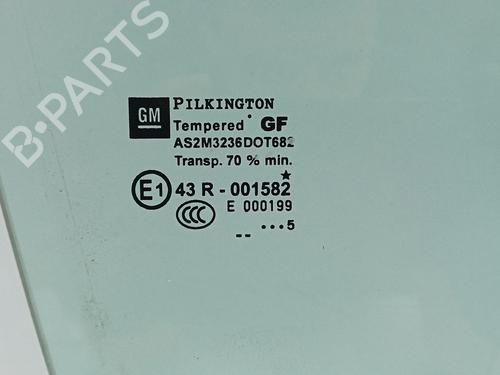 B-PARTS
GM PILKINGTON
Tempered GF
AS2M3236DOT682
Transp. 70 % min.
E1 43 R - 001582
CCC E 000199
-- ...5